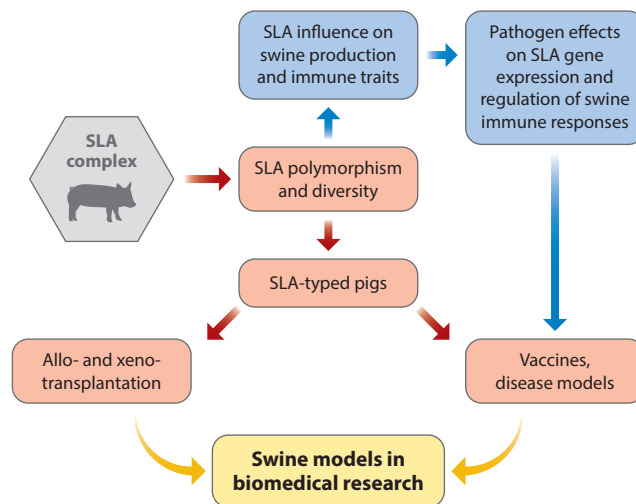 SLA influence on
swine production
and immune traits
Pathogen effects
on SLA gene
expression and
regulation of swine
immune responses
SLA
complex
SLA polymorphism
and diversity
SLA-typed pigs
Allo- and xeno-
transplantation
Vaccines,
disease models
Swine models in
biomedical research